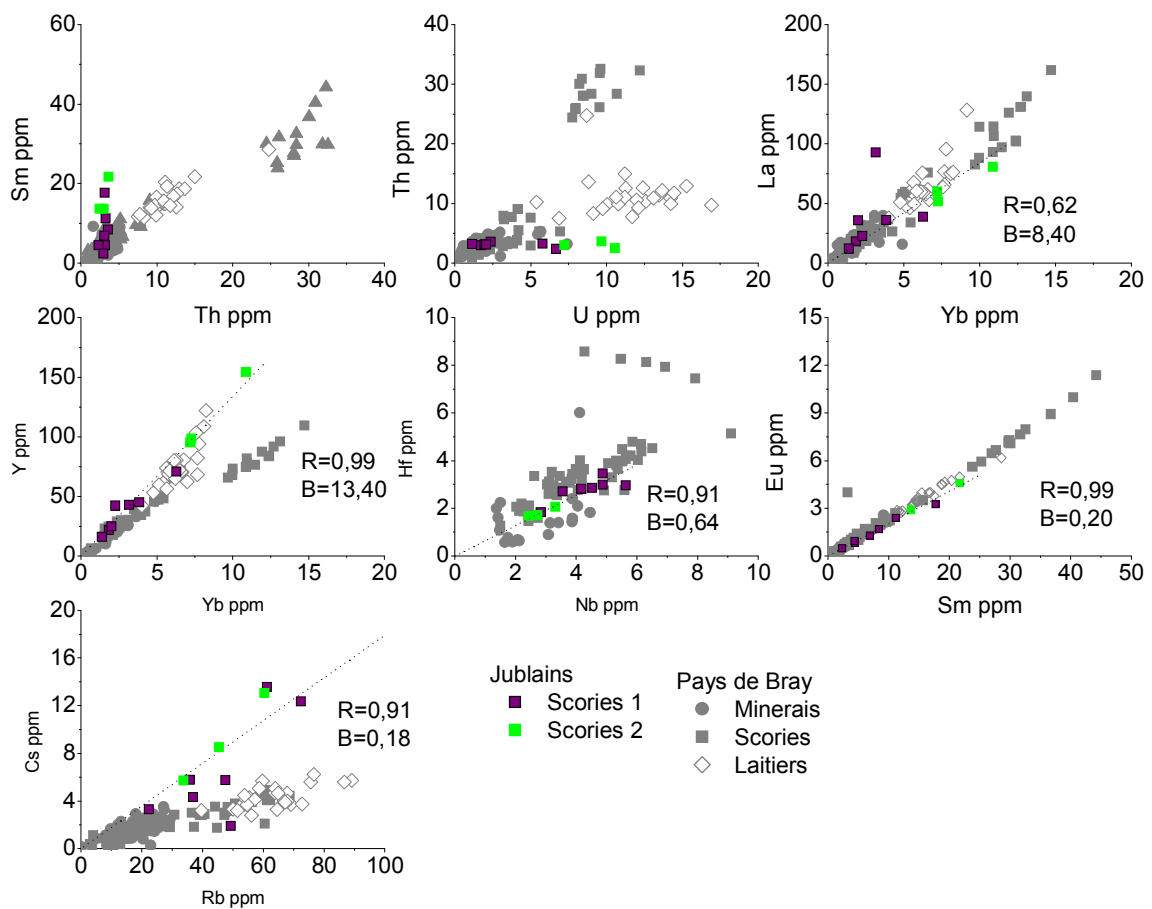 60
40
20
0
Sm ppm
0 10 20 30 40
Th ppm
40
30
20
10
0
Th ppm
0 5 10 15 20
U ppm
200
150
100
50
0
La ppm
R=0,62
B=8,40
0 5 10 15 20
Yb ppm
200
150
100
50
0
Y ppm
R=0,99
B=13,40
0 5 10 15 20
Yb ppm
10
8
6
4
2
0
Hf ppm
R=0,91
B=0,64
0 2 4 6 8 10
Nb ppm
15
12
9
6
3
0
Eu ppm
R=0,99
B=0,20
0 10 20 30 40 50
Sm ppm
20
16
12
8
4
0
Cs ppm
R=0,91
B=0,18
0 20 40 60 80 100
Rb ppm
Jublains
Scories 1
Scories 2
Pays de Bray
Minerais
Scories
Laitiers